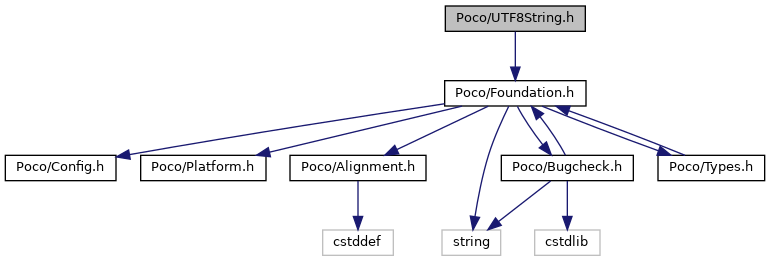 Poco/UTF8String.h
Poco/Foundation.h
Poco/Config.h
Poco/Platform.h
Poco/Alignment.h
Poco/Bugcheck.h
Poco/Types.h
cstddef
string
cstdlib